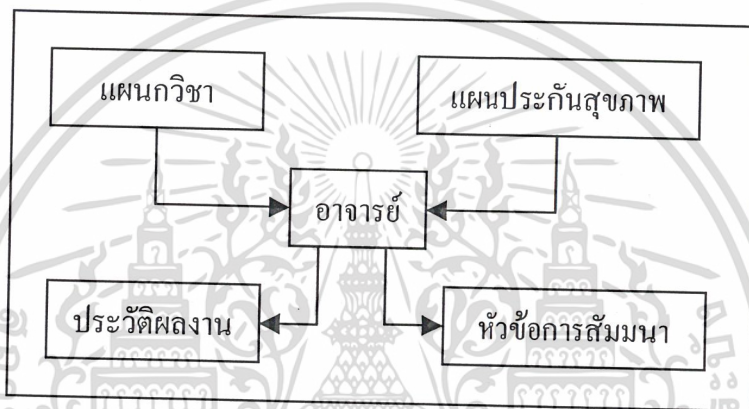 แผนกวิชา
แผนประกันสุขภาพ
อาจารย์
ประวัติผลงาน
หัวข้อการสัมมนา